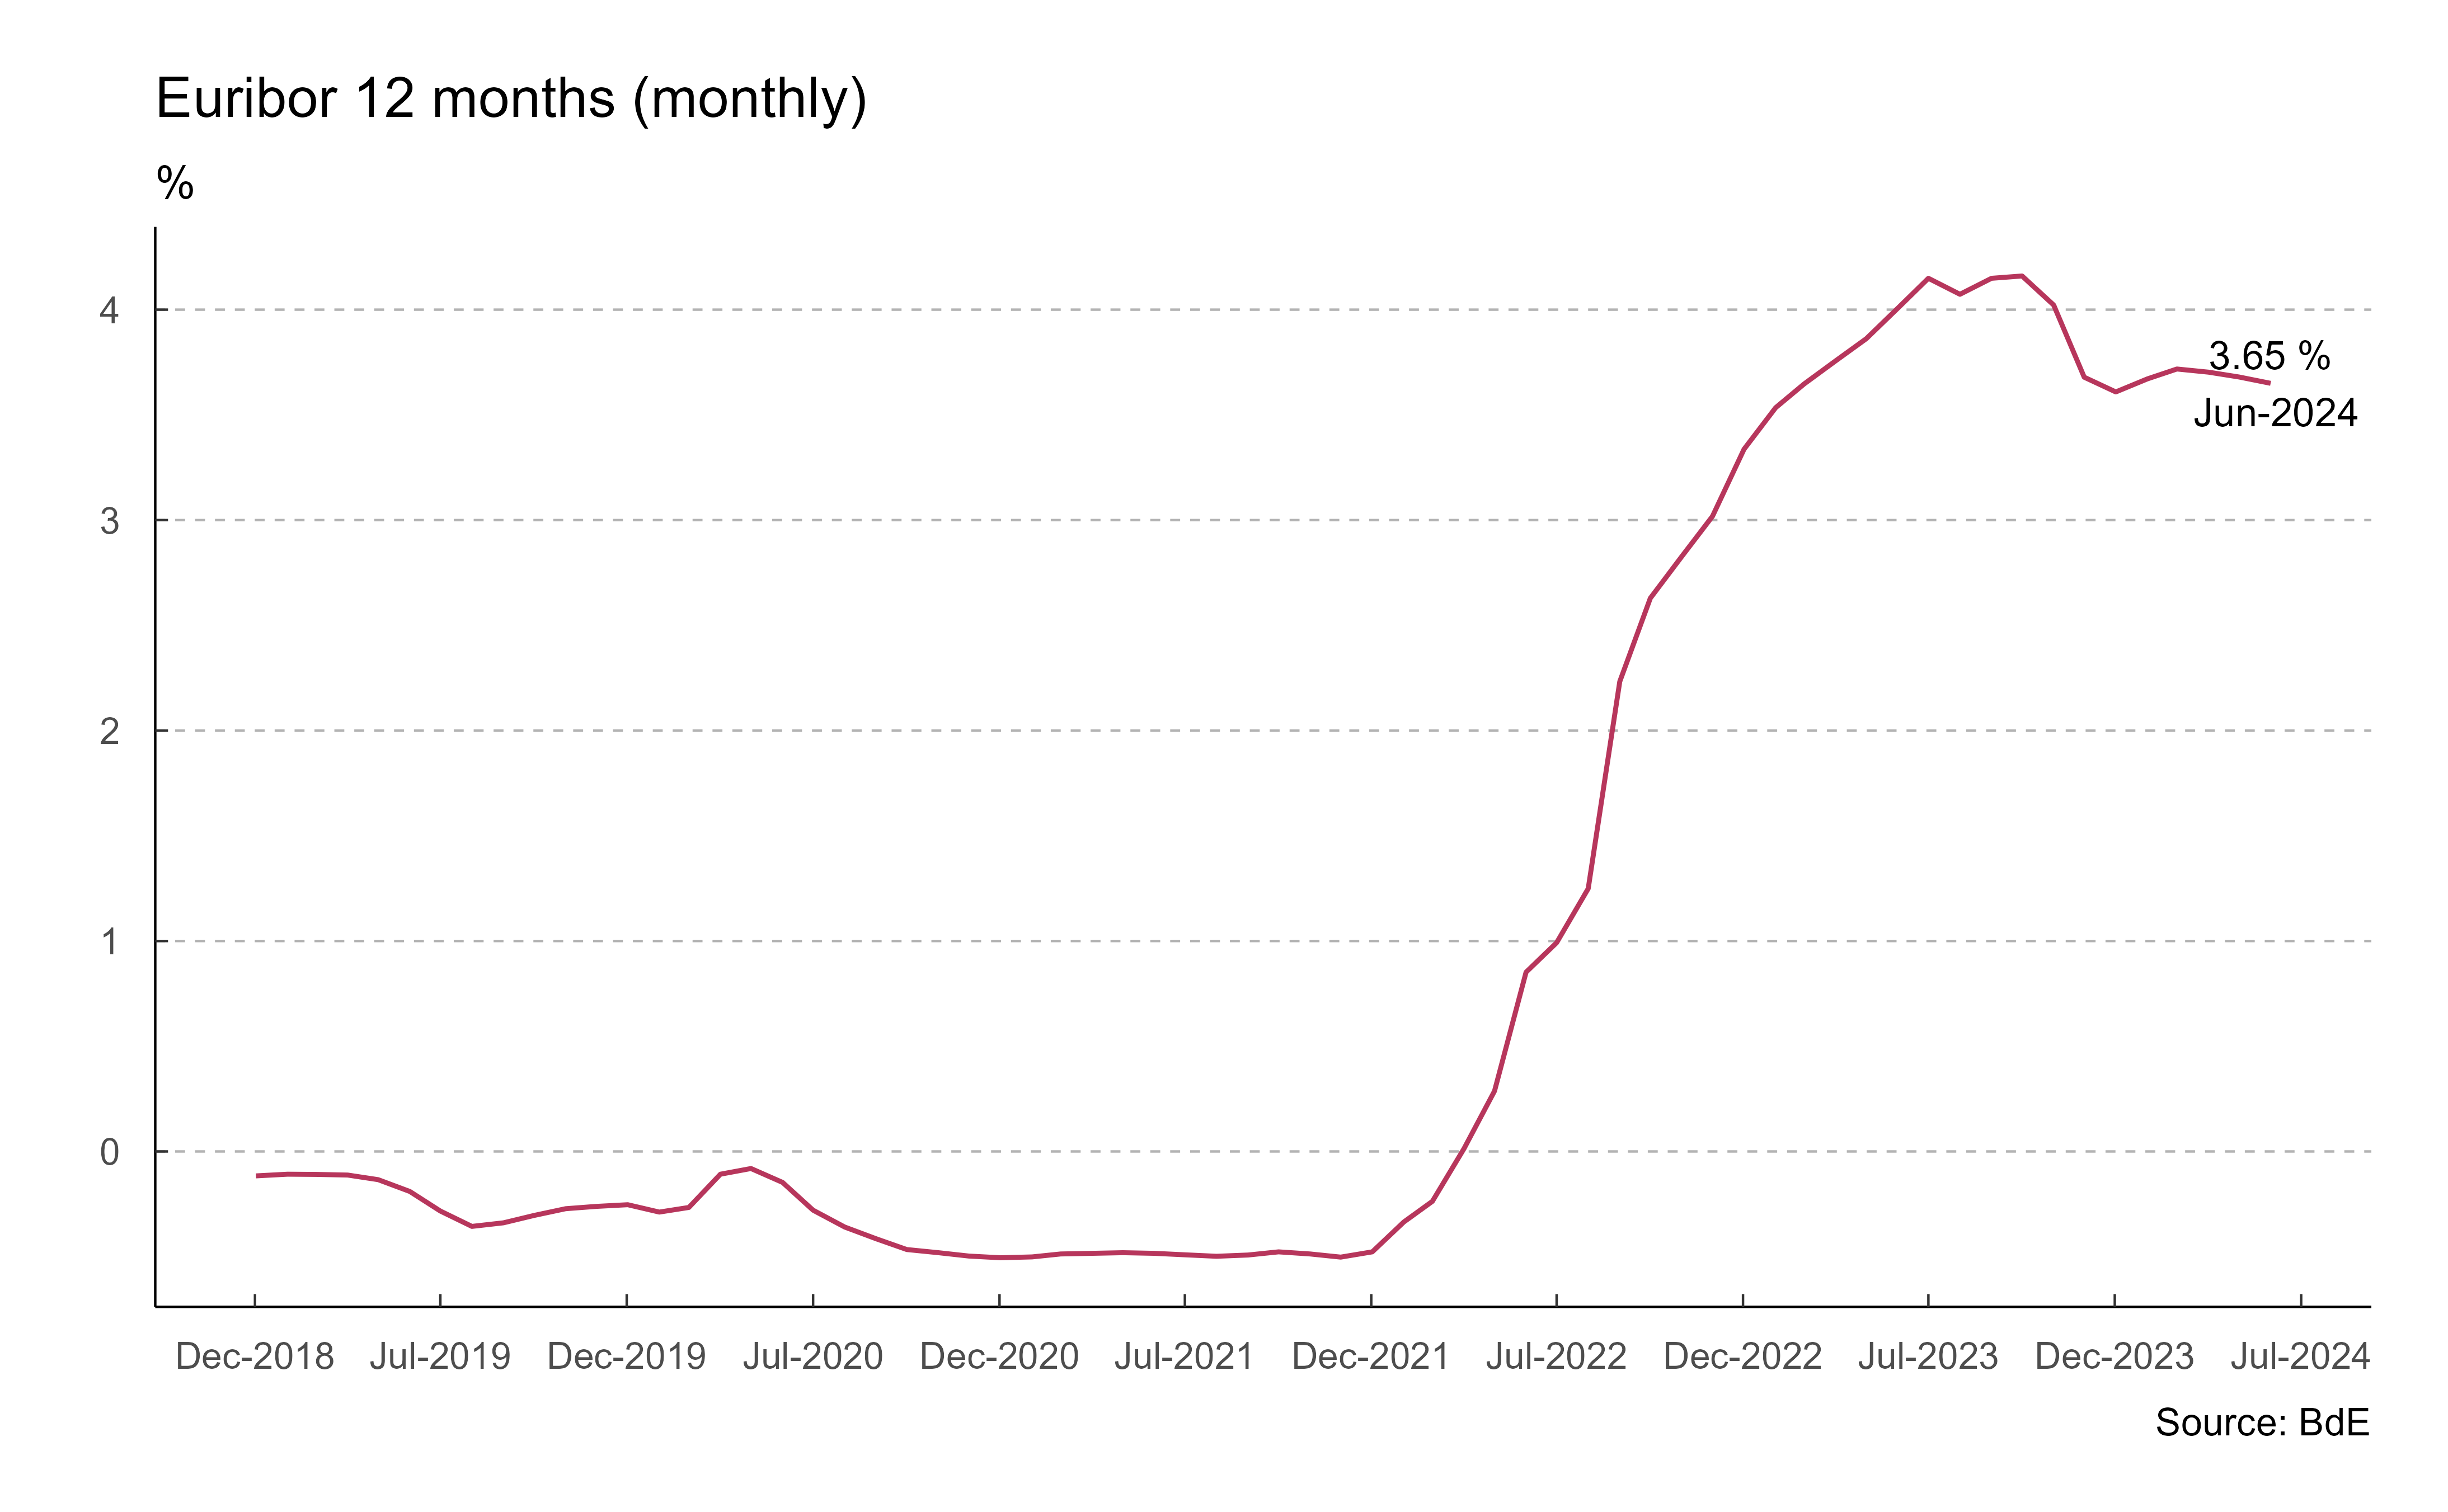 Euribor 12 months (monthly)
%
4
3.65 %
Jun-2024
3
2
1
0
Dec-2018 Jul-2019 Dec-2019 Jul-2020 Dec-2020 Jul-2021 Dec-2021 Jul-2022 Dec-2022 Jul-2023 Dec-2023 Jul-2024
Source: BdE